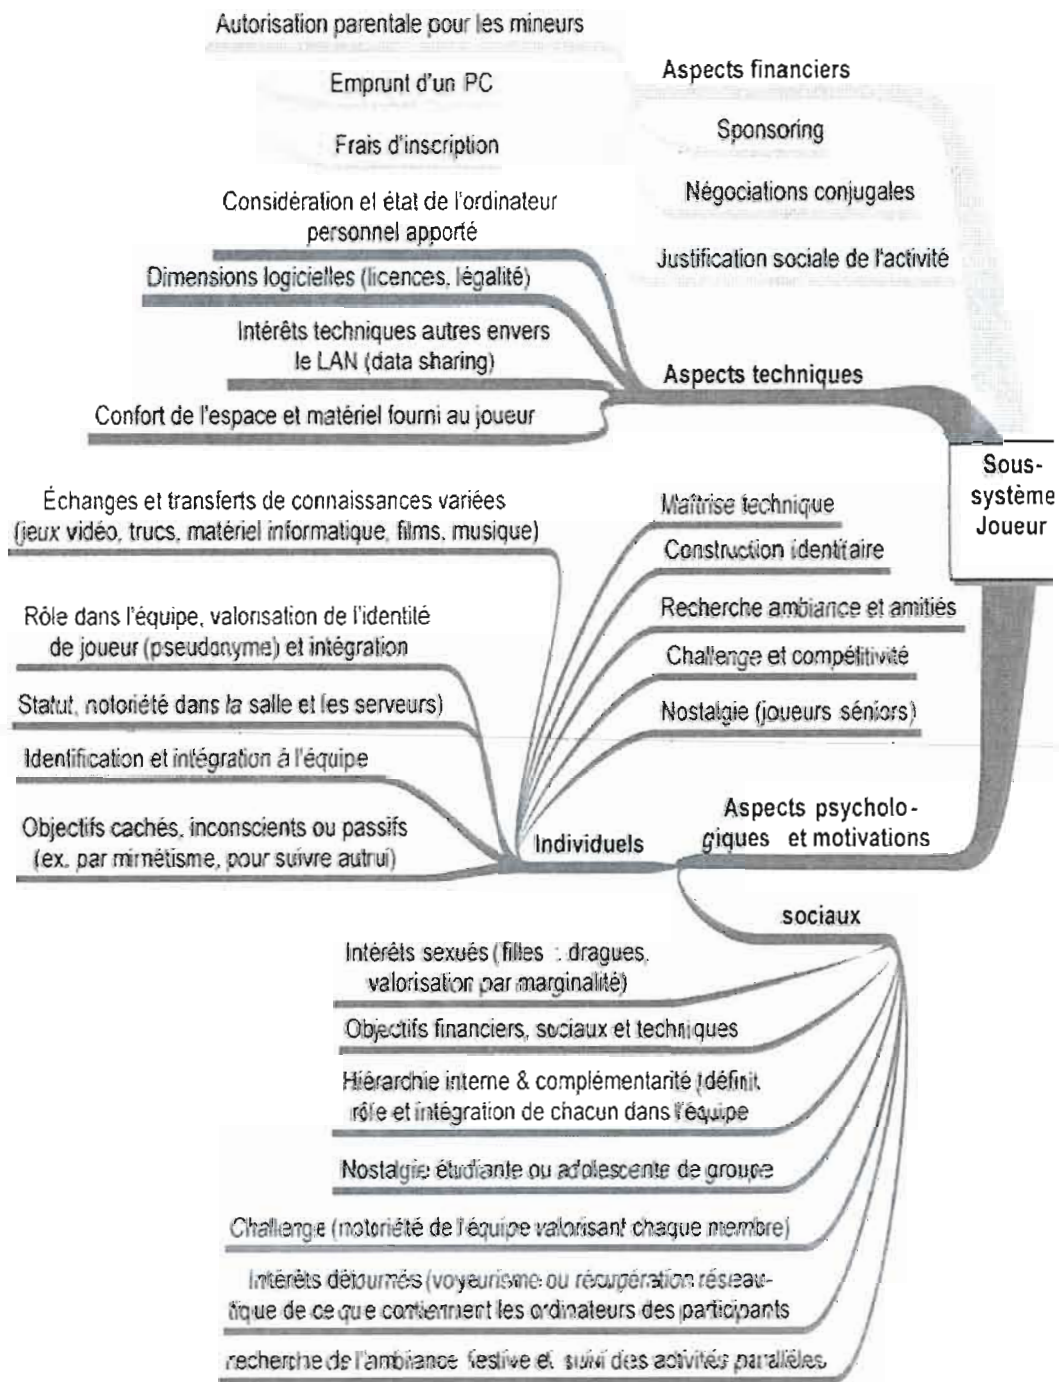 Autorisation parentale pour les mineurs
Emprunt d'un PC
Frais d'inscription
Aspects financiers
Sponsoring
Négociations conjugales
Justification sociale de l'activité
Considération et état de l'ordinateur
personnel apporté
Dimensions logicielles (licences, légalité)
Intérêts techniques autres envers
le LAN (data sharing)
Confort de l'espace et matériel fourni au joueur
Aspects techniques
Sous-
système
Joueur
Échanges et transferts de connaissances variées
(jeux vidéo, trucs, matériel informatique, films, musique)
Rôle dans l'équipe, valorisation de l'identité
de joueur (pseudonyme) et intégration
Statut, notoriété dans la salle et les serveurs)
Identification et intégration à l'équipe
Objectifs cachés, inconscients ou passifs
(ex. par mimétisme, pour suivre autrui)
Maîtrise technique
Construction identitaire
Recherche ambiance et amitiés
Challenge et compétitivité
Nostalgie (joueurs séniors)
Aspects psycholo-
giques et motivations
Individuels
sociaux
Intérêts sexués (filles : dragues,
valorisation par marginalité)
Objectifs financiers, sociaux et techniques
Hiérarchie interne & complémentarité (définit
rôle et intégration de chacun dans l'équipe
Nostalgie étudiante ou adolescente de groupe
Challenge (notoriété de l'équipe valorisant chaque membre)
Intérêts détournés (voyeurisme ou récupération réseau-
tique de ce que contiennent les ordinateurs des participants
recherche de l'ambiance festive et suivi des activités parallèles